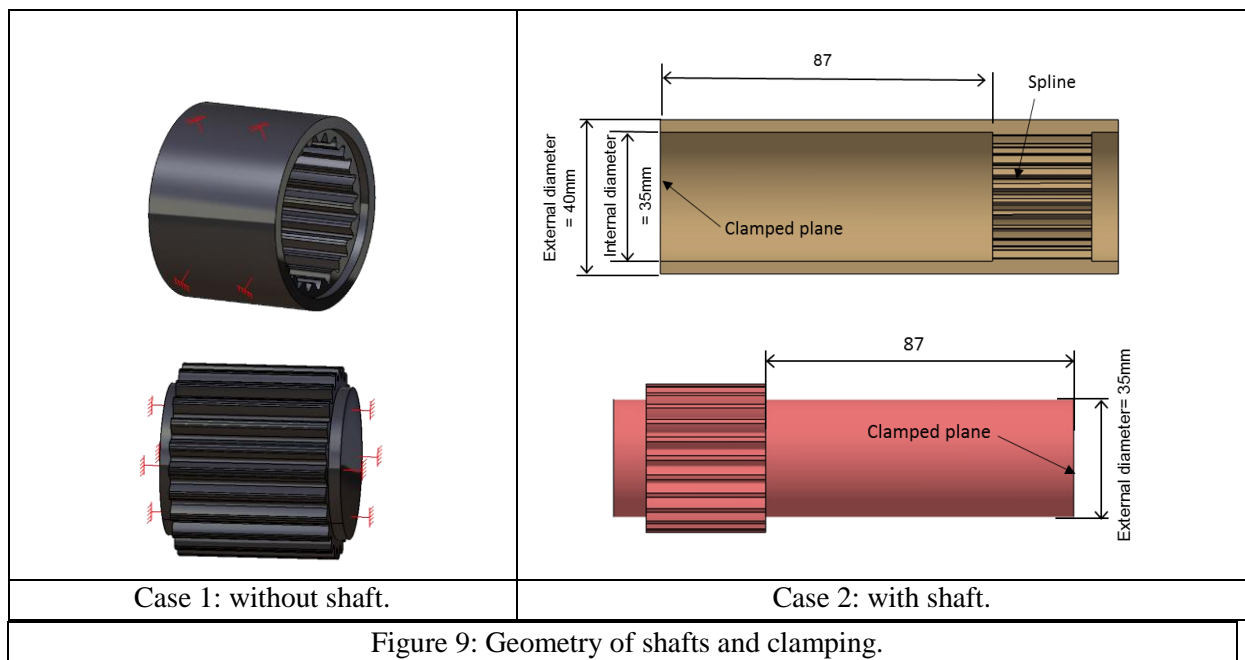 87
Spline
External diameter
= 40mm
Internal diameter
= 35mm
Clamped plane
87
Clamped plane
External diameter= 35mm
Case 1: without shaft.
Case 2: with shaft.
Figure 9: Geometry of shafts and clamping.